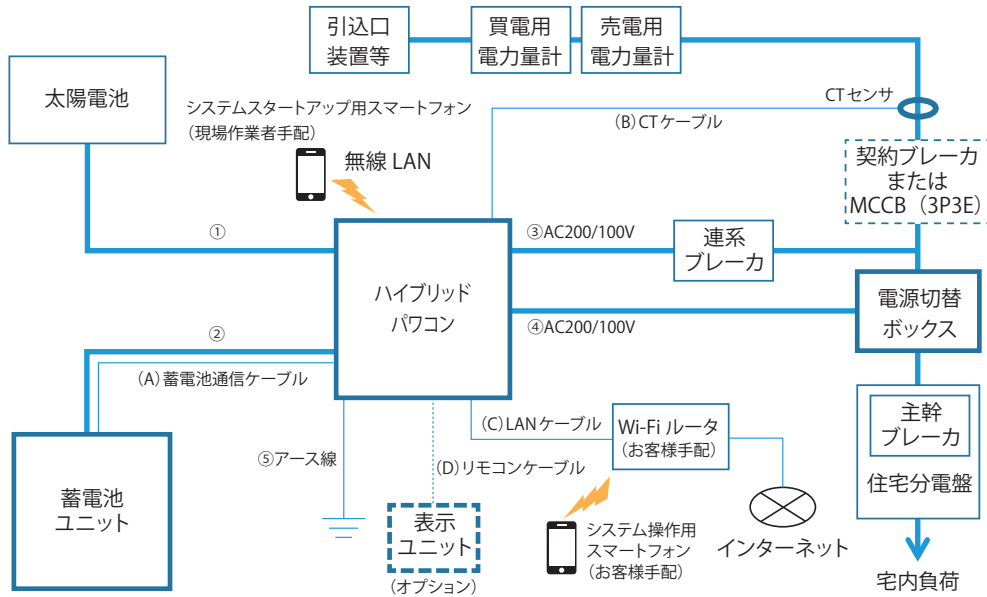 引込口
装置等
買電用
電力量計
売電用
電力量計
太陽電池
システムスタートアップ用スマートフォン
（現場作業者手配）
無線 LAN
CT センサ
(B) CT ケーブル
契約ブレーカ
または
MCCB（3P3E）
①
③AC200/100V
連系
ブレーカ
ハイブリッド
パワコン
電源切替
ボックス
②
④AC200/100V
(A) 蓄電池通信ケーブル
主幹
ブレーカ
住宅分電盤
(C) LAN ケーブル
Wi-Fi ルータ
（お客様手配）
⑤アース線
(D) リモコンケーブル
蓄電池
ユニット
表示
ユニット
（オプション）
システム操作用
スマートフォン
（お客様手配）
インターネット
宅内負荷